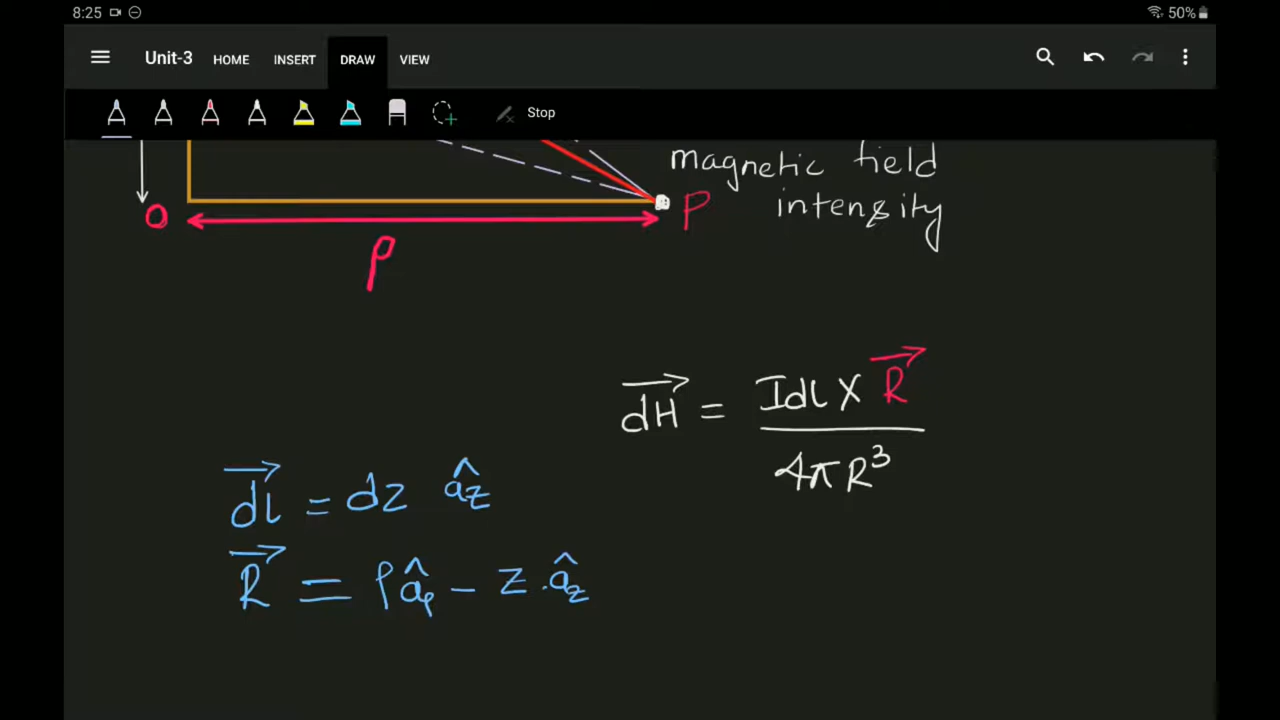 8:25 50%
Unit-3 HOME INSERT DRAW VIEW
Stop
magnetic field
intensity
O P
ρ
→dH = Idl X →R / 4πR³
→dl = dz âz
→R = ρâρ - z.âz